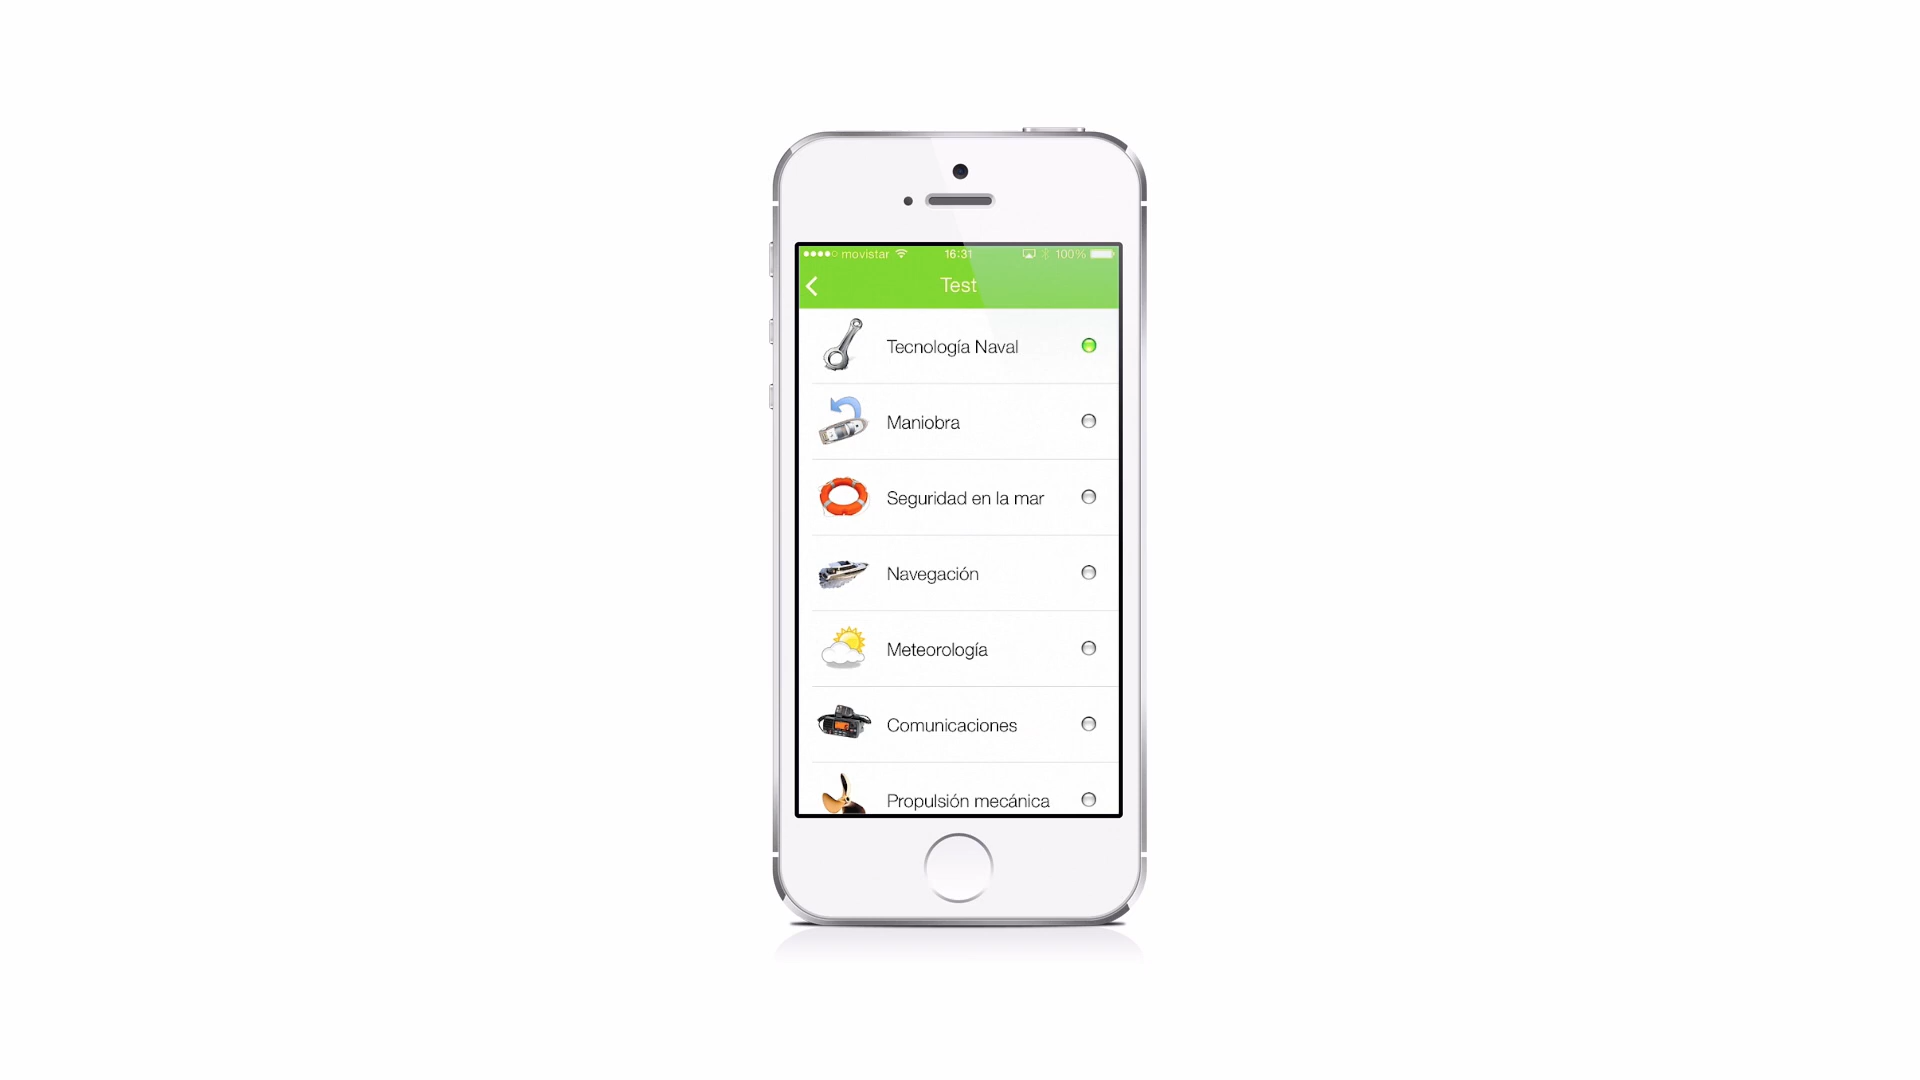 movistar 16:31 100%
Test
Tecnología Naval
Maniobra
Seguridad en la mar
Navegación
Meteorología
Comunicaciones
Propulsión mecánica